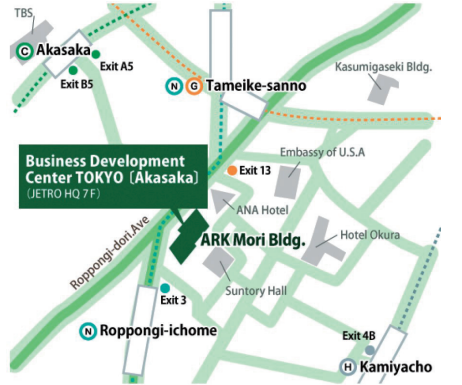 TBS
C Akasaka
Exit A5
Exit B5
Kasumigaseki Bldg.
N G Tameike-sanno
Business Development
Center TOKYO〔Akasaka〕
(JETRO HQ 7F)
Exit 13
Embassy of U.S.A
ANA Hotel
ARK Mori Bldg.
Hotel Okura
Roppongi-dori.Ave
Suntory Hall
Exit 3
N Roppongi-ichome
Exit 4B
H Kamiyacho